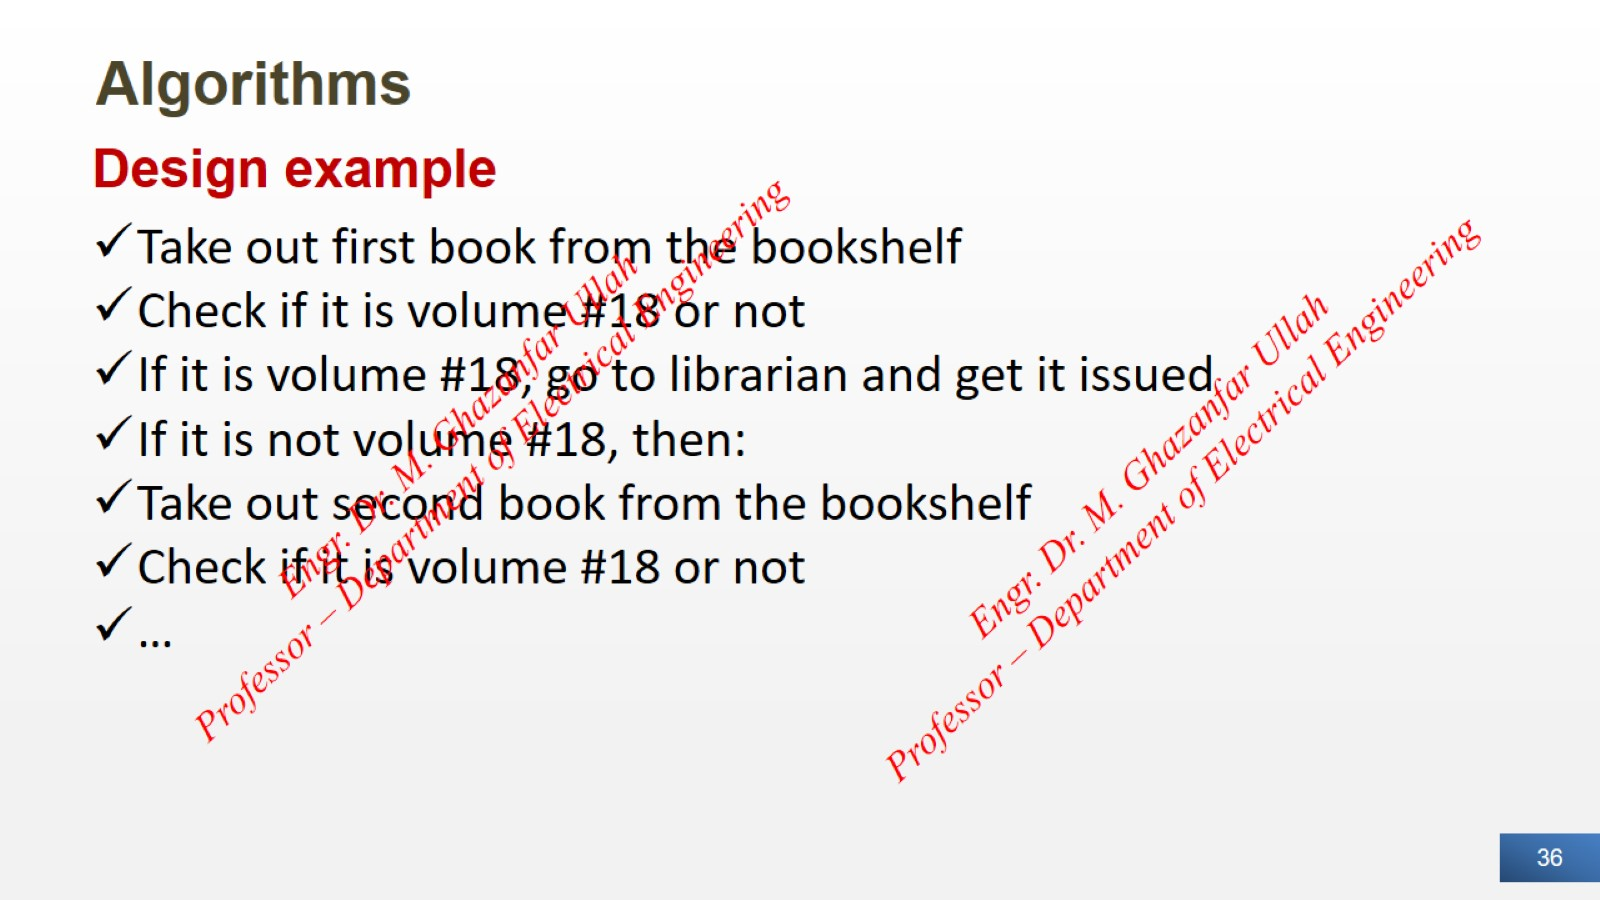 Algorithms
Design example
✓Take out first book from the bookshelf
✓Check if it is volume #18 or not
✓If it is volume #18, go to librarian and get it issued
✓If it is not volume #18, then:
✓Take out second book from the bookshelf
✓Check if it is volume #18 or not
✓...
Engr. Dr. M. Ghazanfar Ullah
Professor – Department of Electrical Engineering
Engr. Dr. M. Ghazanfar Ullah
Professor – Department of Electrical Engineering
36